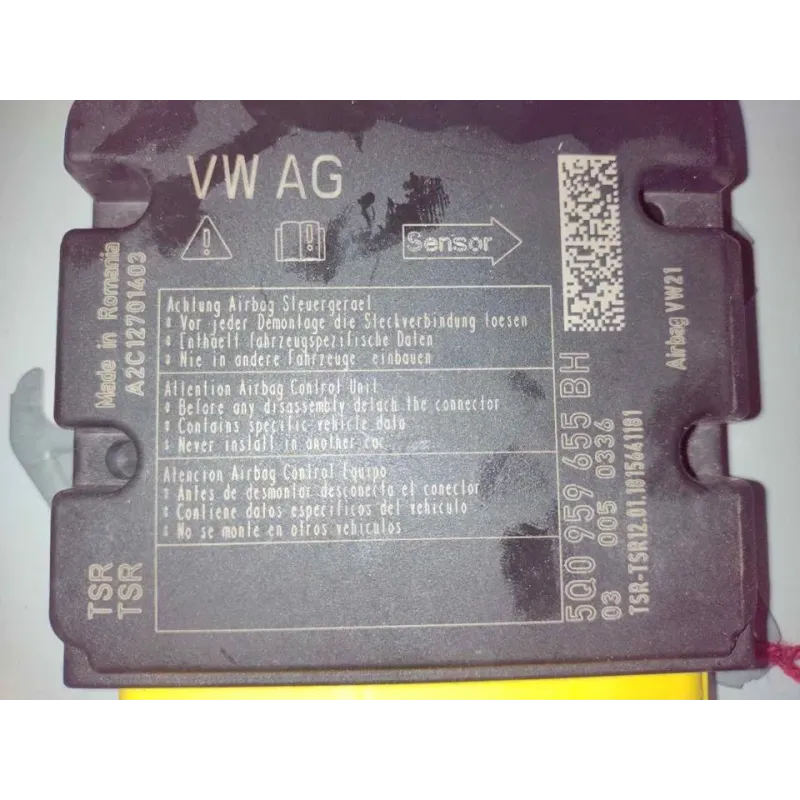 VW AG
Sensor
Made in Romania
A2C12701403
Achtung Airbag Steuergeraet
Vor jeder Demontage die Steckverbindung loesen
Enthaelt fahrzeugspezifische Daten
Nie in andere Fahrzeuge einbauen
Attention Airbag Control Unit
Before any disassembly detach the connector
Contains specific vehicle data
Never install in another car
Atencion Airbag Control Equipo
Antes de desmontar desconecta el conector
Contiene datos especificos del vehiculo
No se monte en otros vehiculos
TSR
TSR
5Q0 959 655 BH
03 005 0336
TSR-TSR12.01.1015641181
Airbag VW21